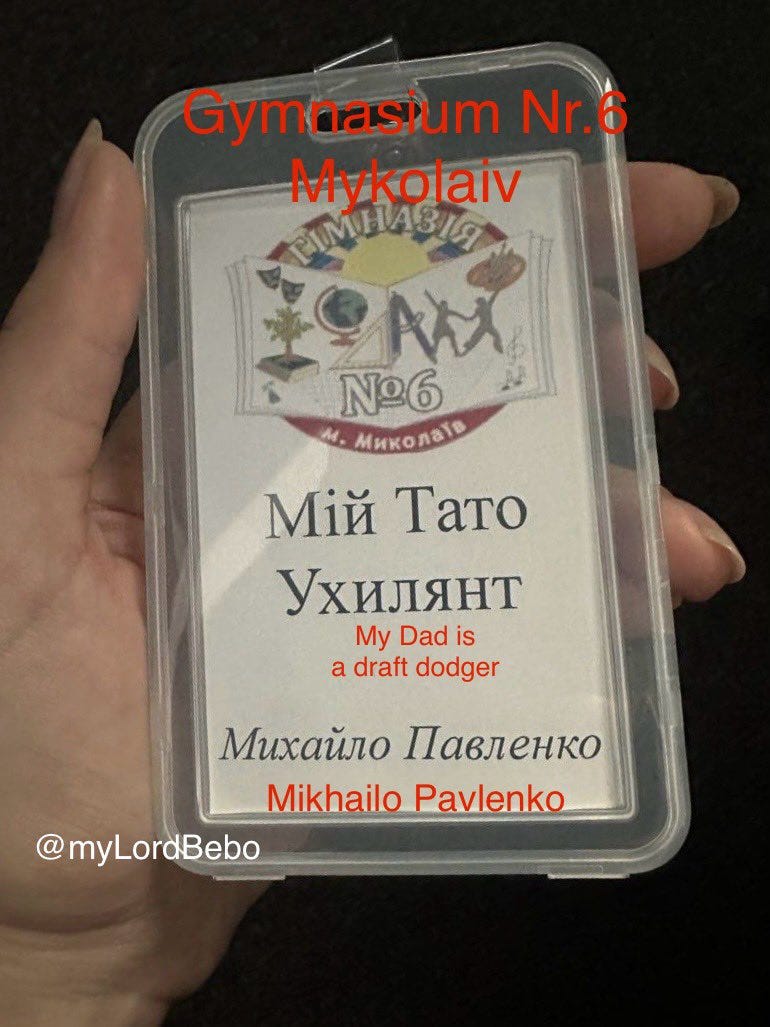 Gymnasium Nr.6
Mykolaiv
ГІМНАЗІЯ
№6
м. Миколаїв
Мій Тато
Ухилянт
My Dad is
a draft dodger
Михайло Павленко
Mikhailo Pavlenko
@myLordBebo